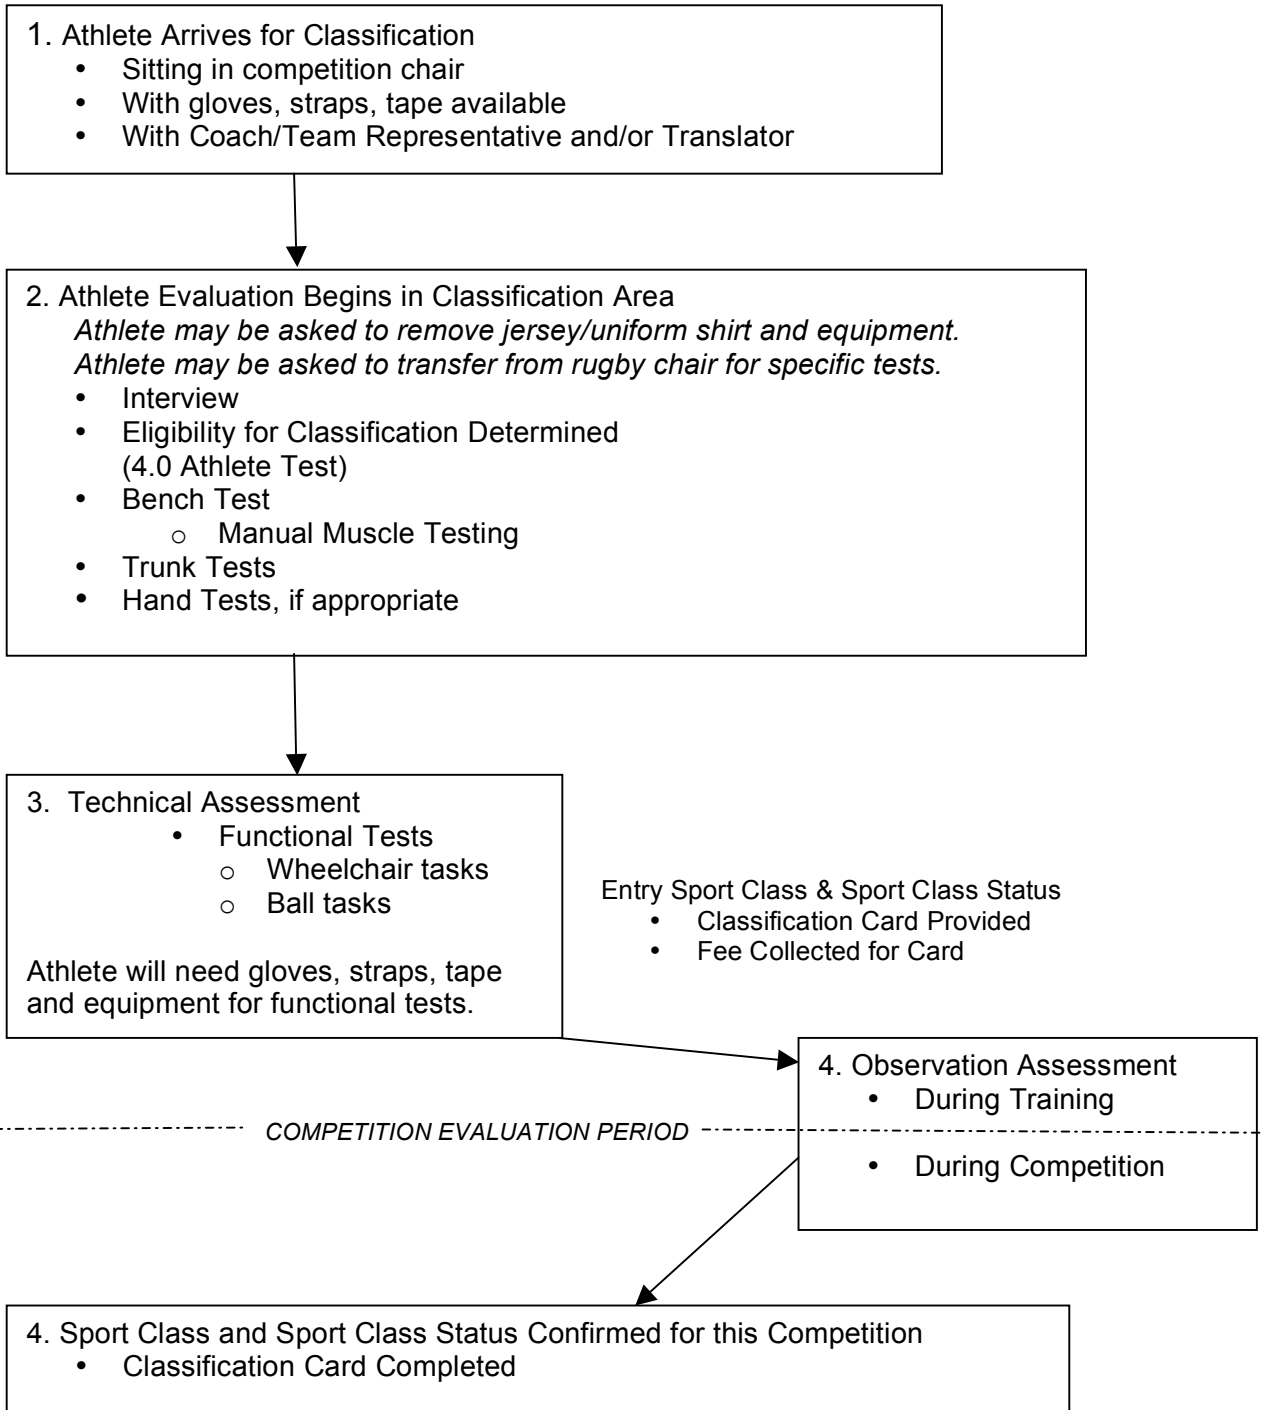 1. Athlete Arrives for Classification
• Sitting in competition chair
• With gloves, straps, tape available
• With Coach/Team Representative and/or Translator
2. Athlete Evaluation Begins in Classification Area
Athlete may be asked to remove jersey/uniform shirt and equipment.
Athlete may be asked to transfer from rugby chair for specific tests.
• Interview
• Eligibility for Classification Determined
(4.0 Athlete Test)
• Bench Test
o Manual Muscle Testing
• Trunk Tests
• Hand Tests, if appropriate
3. Technical Assessment
• Functional Tests
o Wheelchair tasks
o Ball tasks
Athlete will need gloves, straps, tape
and equipment for functional tests.
Entry Sport Class & Sport Class Status
• Classification Card Provided
• Fee Collected for Card
4. Observation Assessment
• During Training
COMPETITION EVALUATION PERIOD
• During Competition
4. Sport Class and Sport Class Status Confirmed for this Competition
• Classification Card Completed